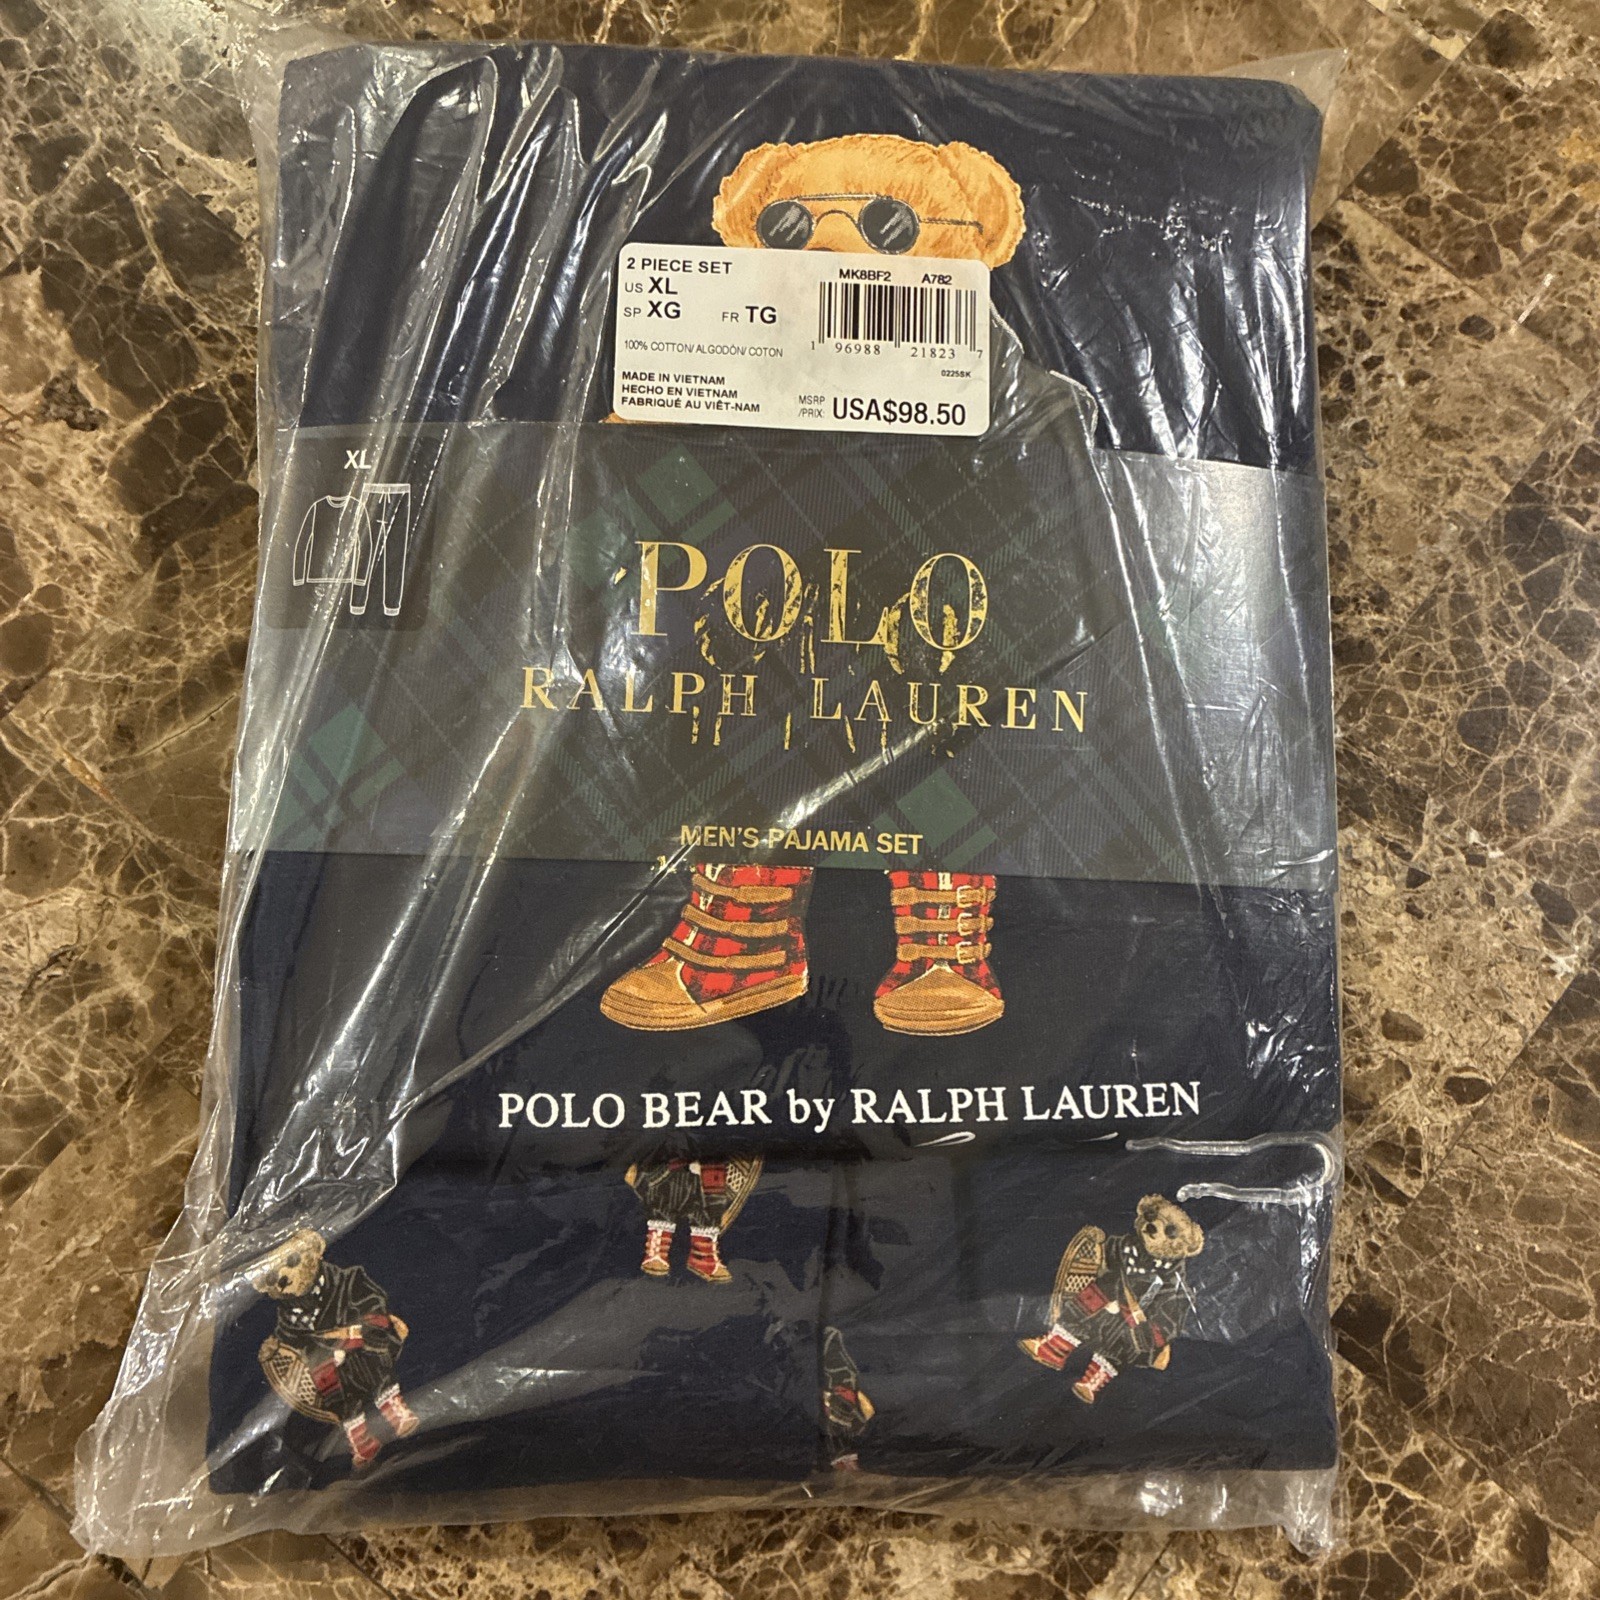 2 PIECE SET
US XL
SP XG FR TG
100% COTTON/ ALGODÓN/ COTON
MADE IN VIETNAM
HECHO EN VIETNAM
FABRIQUÉ AU VIÊT-NAM
MK8BF2 A782
1 96988 21823 7
0225SK
MSRP
/PRIX: USA$98.50
XL
POLO
RALPH LAUREN
MEN'S PAJAMA SET
POLO BEAR by RALPH LAUREN